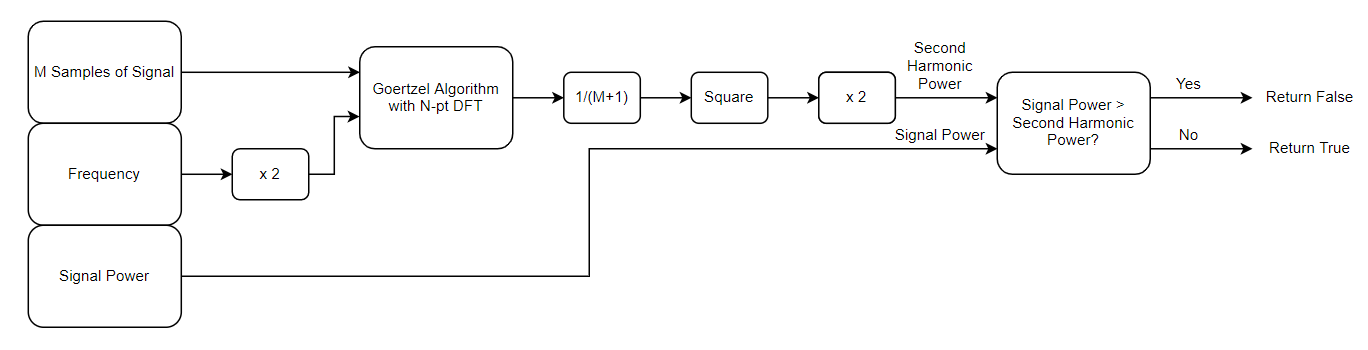 M Samples of Signal
Frequency
Signal Power
x 2
Goertzel Algorithm
with N-pt DFT
1/(M+1)
Square
x 2
Second
Harmonic
Power
Signal Power
Signal Power >
Second Harmonic
Power?
Yes
Return False
No
Return True